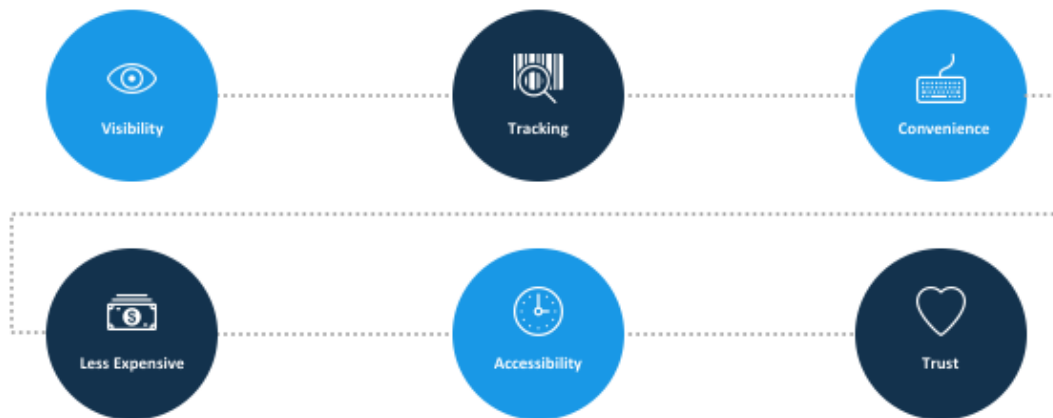 Visibility
Tracking
Convenience
Less Expensive
Accessibility
Trust